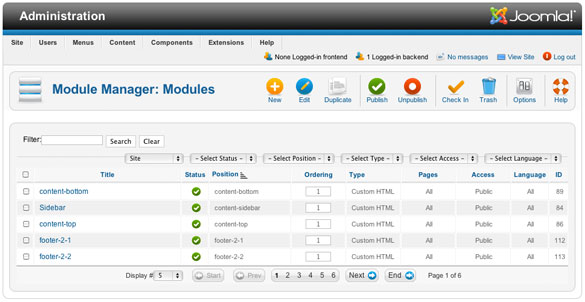 Administration Joomla!
Site Users Menus Content Components Extensions Help
None Logged-in frontend 1 Logged-in backend No messages View Site Log out
Module Manager: Modules
New Edit Duplicate Publish Unpublish Check In Trash Options Help
Filter: Search Clear
Site - Select Status - - Select Position - - Select Type - - Select Access - - Select Language -
Title Status Position Ordering Type Pages Access Language ID
content-bottom content-bottom 1 Custom HTML All Public All 89
Sidebar content-sidebar 1 Custom HTML All Public All 84
content-top content-top 1 Custom HTML All Public All 86
footer-2-1 footer-2-1 1 Custom HTML All Public All 112
footer-2-2 footer-2-2 1 Custom HTML All Public All 113
Display # 5 Start Prev 1 2 3 4 5 6 Next End Page 1 of 6